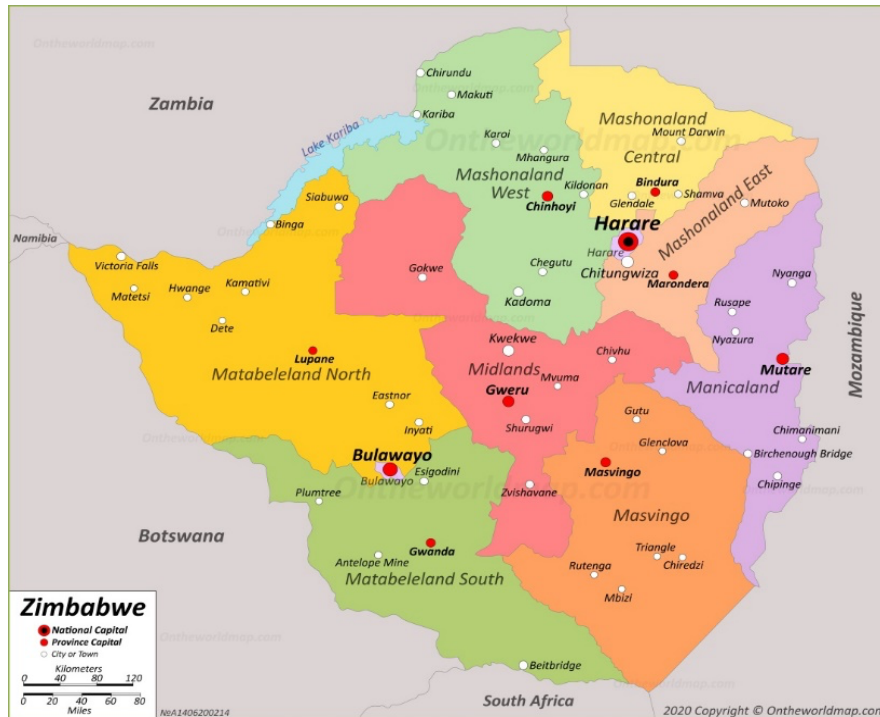 Ontheworldmap.com
Zambia
Lake Kariba
Chirundu
Makuti
Kariba
Karoi
Mhangura
Mashonaland
West
Chinhoyi
Kildonan
Mashonaland
Central
Mount Darwin
Bindura
Glendale
Shamva
Mashonaland East
Mutoko
Harare
Harare
Chitungwiza
Marondera
Chegutu
Kadoma
Siabuwa
Binga
Gokwe
Namibia
Victoria Falls
Matetsi
Hwange
Kamativi
Dete
Lupane
Matabeleland North
Eastnor
Inyati
Nyanga
Rusape
Nyazura
Mutare
Manicaland
Mozambique
Chimanimani
Birchenough Bridge
Chipinge
Kwekwe
Midlands
Chivhu
Mvuma
Gweru
Shurugwi
Zvishavane
Gutu
Glenclova
Masvingo
Masvingo
Triangle
Chiredzi
Rutenga
Mbizi
Bulawayo
Bulawayo
Esigodini
Plumtree
Antelope Mine
Gwanda
Matabeleland South
Beitbridge
Botswana
South Africa
Zimbabwe
National Capital
Province Capital
City or Town
Kilometers
0 40 80 120
0 20 40 60 80
Miles
NeA1406200214
2020 Copyright © Ontheworldmap.com